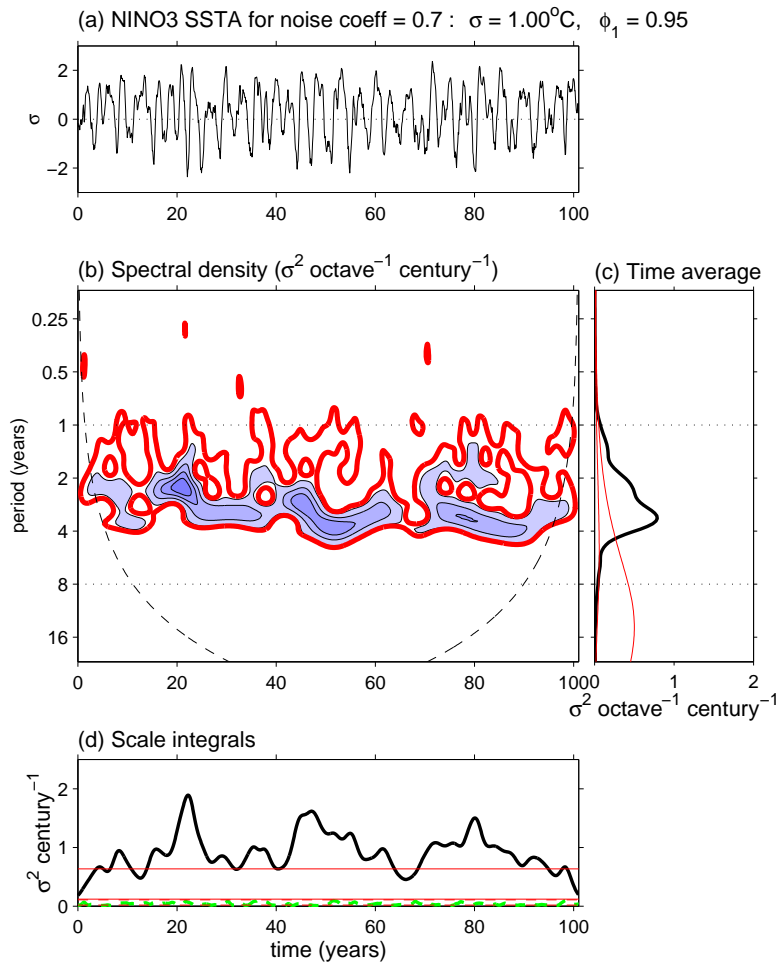 (a) NINO3 SSTA for noise coeff = 0.7 : σ = 1.00°C, ϕ₁ = 0.95
2
0
−2
σ
0 20 40 60 80 100
(b) Spectral density (σ² octave⁻¹ century⁻¹)
(c) Time average
0.25
0.5
1
2
4
8
16
period (years)
0 20 40 60 80 100
0 1 2
σ² octave⁻¹ century⁻¹
(d) Scale integrals
2
1
0
σ² century⁻¹
0 20 40 60 80 100
time (years)